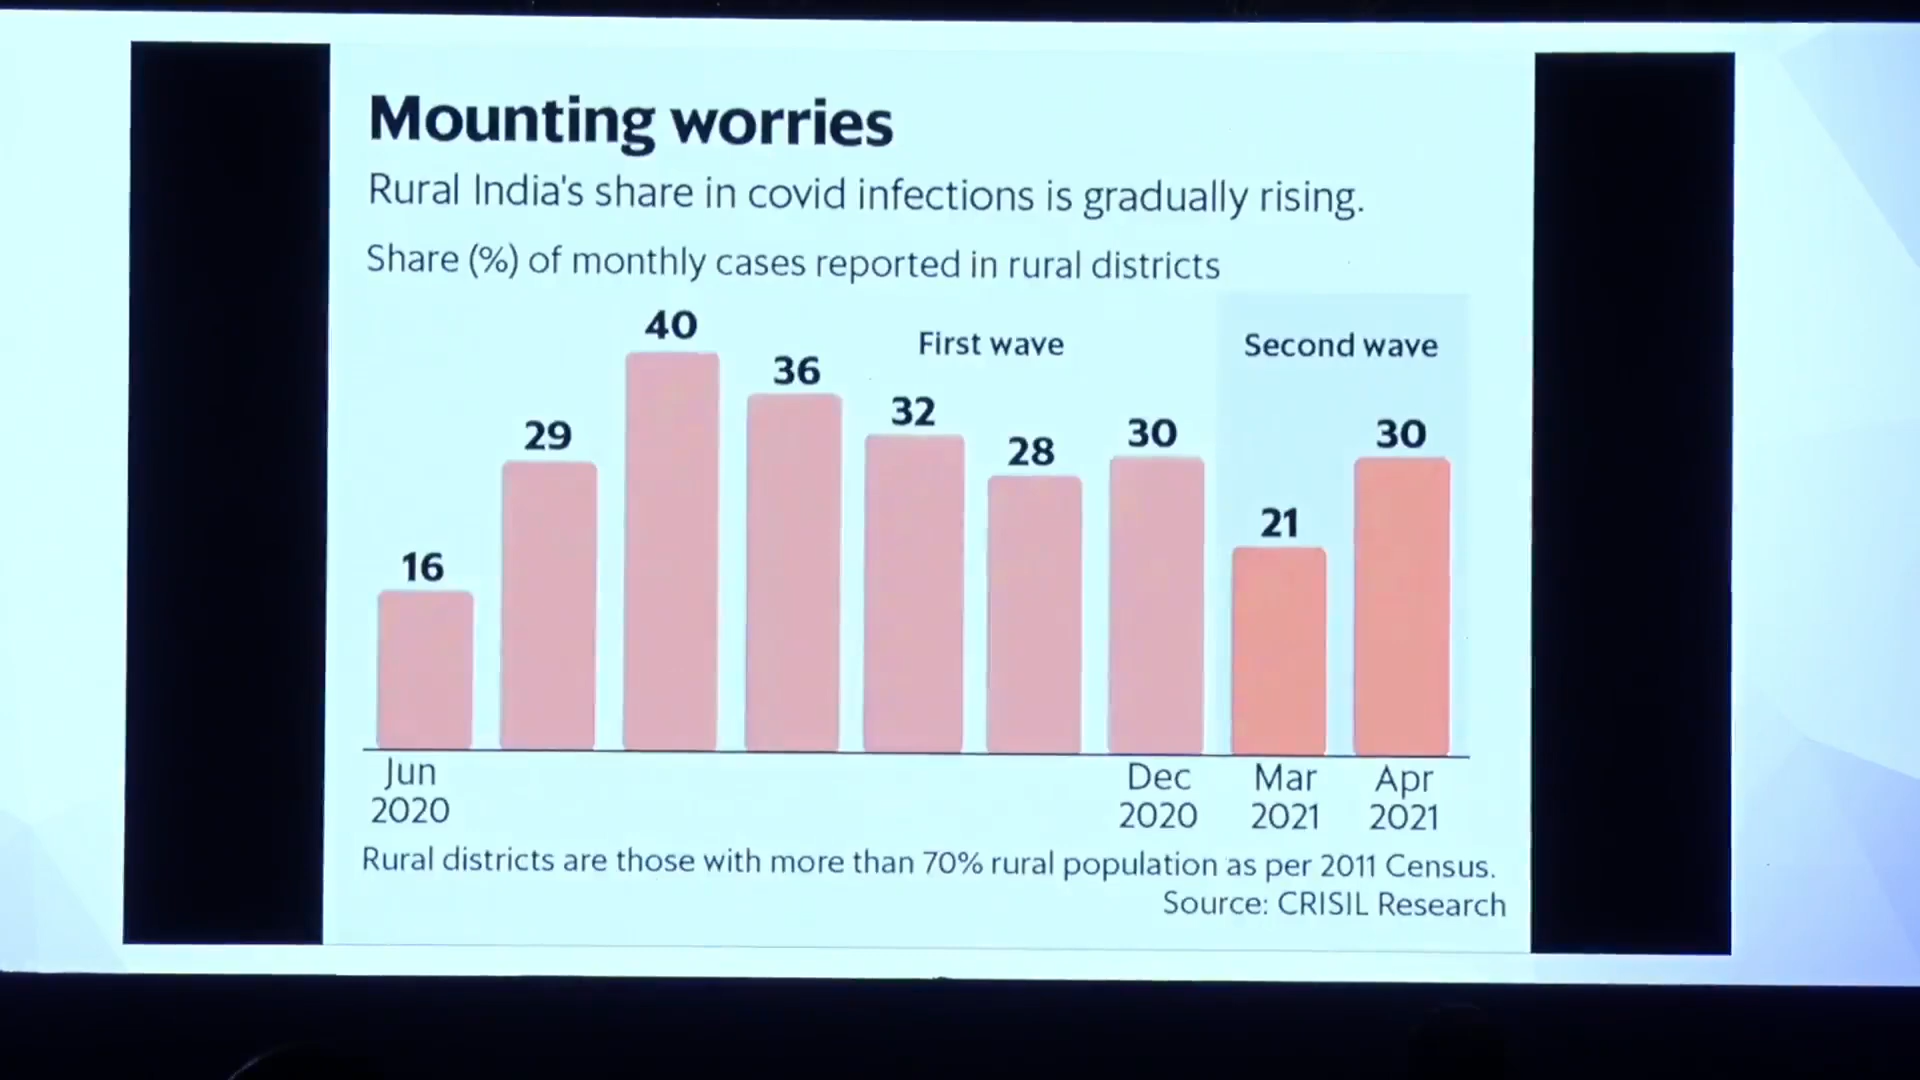 Mounting worries
Rural India's share in covid infections is gradually rising.
Share (%) of monthly cases reported in rural districts
First wave
Second wave
16
29
40
36
32
28
30
21
30
Jun
2020
Dec
2020
Mar
2021
Apr
2021
Rural districts are those with more than 70% rural population as per 2011 Census.
Source: CRISIL Research